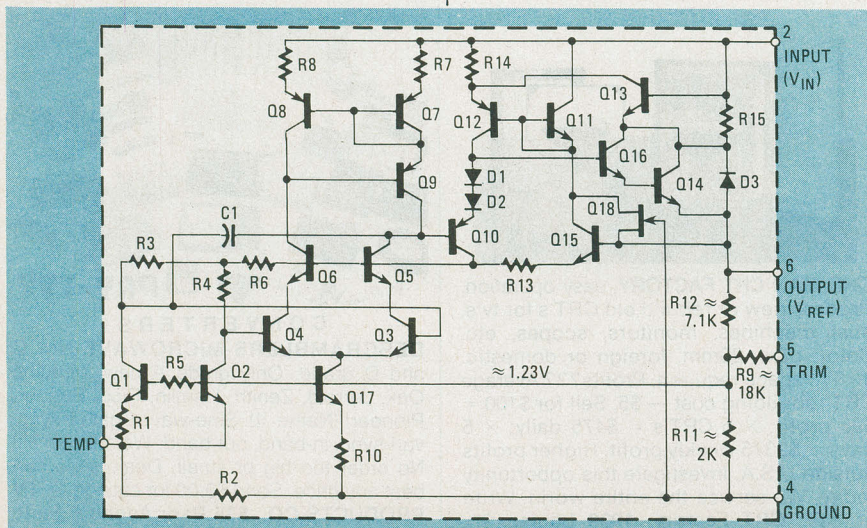 2
INPUT
(VIN)
R8
R7
R14
Q13
Q8
Q7
Q12
Q11
R15
Q16
Q9
D1
Q14
D3
D2
Q18
C1
Q10
Q15
6
OUTPUT
(VREF)
R3
R6
Q6
Q5
R13
R4
R12 ≈
7.1K
Q4
Q3
5
TRIM
R5
≈ 1.23V
R9 ≈
18K
Q1
Q2
Q17
R1
R11 ≈
2K
TEMP
R10
R2
4
GROUND